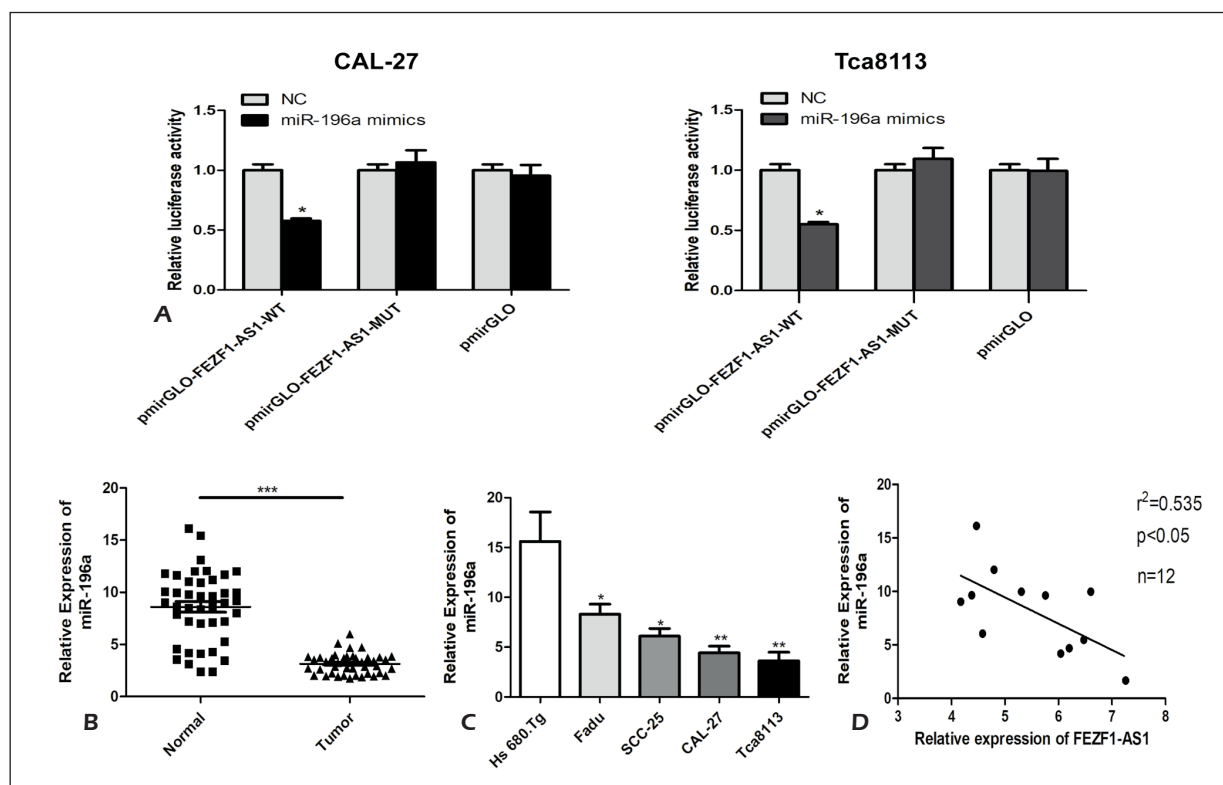 CAL-27
NC
miR-196a mimics
Relative luciferase activity
1.5
1.0
0.5
0.0
*
pmirGLO-FEZF1-AS1-WT
pmirGLO-FEZF1-AS1-MUT
pmirGLO
A
Tca8113
NC
miR-196a mimics
Relative luciferase activity
1.5
1.0
0.5
0.0
*
pmirGLO-FEZF1-AS1-WT
pmirGLO-FEZF1-AS1-MUT
pmirGLO
Relative Expression of
miR-196a
20
15
10
5
0
***
Normal
Tumor
B
Relative Expression of
miR-196a
20
15
10
5
0
*
*
**
**
Hs 680.Tg
Fadu
SCC-25
CAL-27
Tca8113
C
Relative Expression of
miR-196a
20
15
10
5
0
r²=0.535
p<0.05
n=12
3 4 5 6 7 8
Relative expression of FEZF1-AS1
D